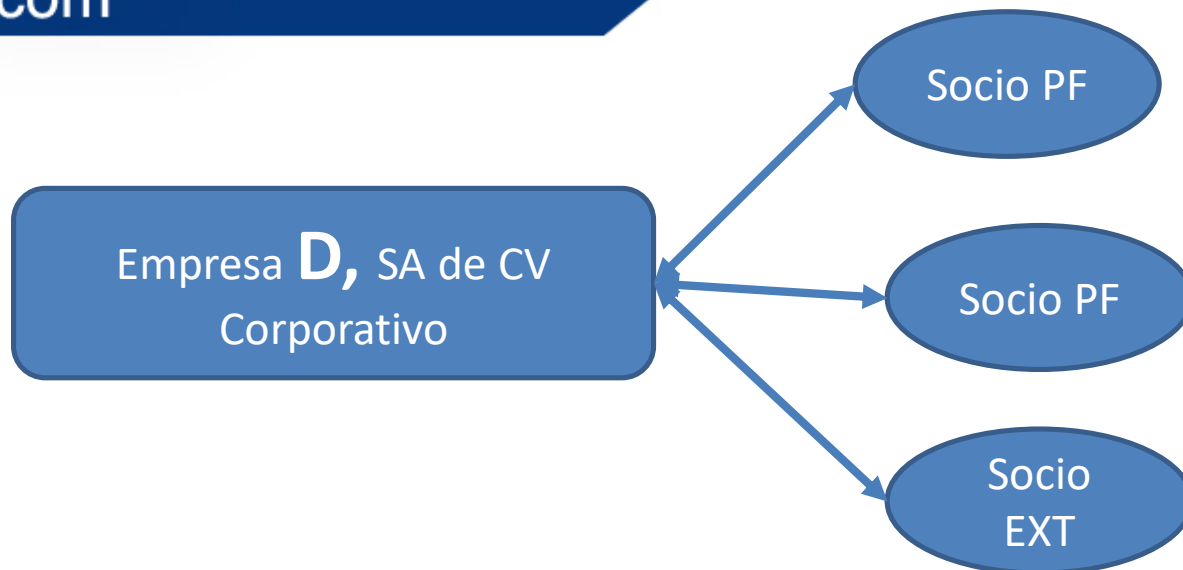 com
Socio PF
Empresa D, SA de CV
Corporativo
Socio PF
Socio
EXT